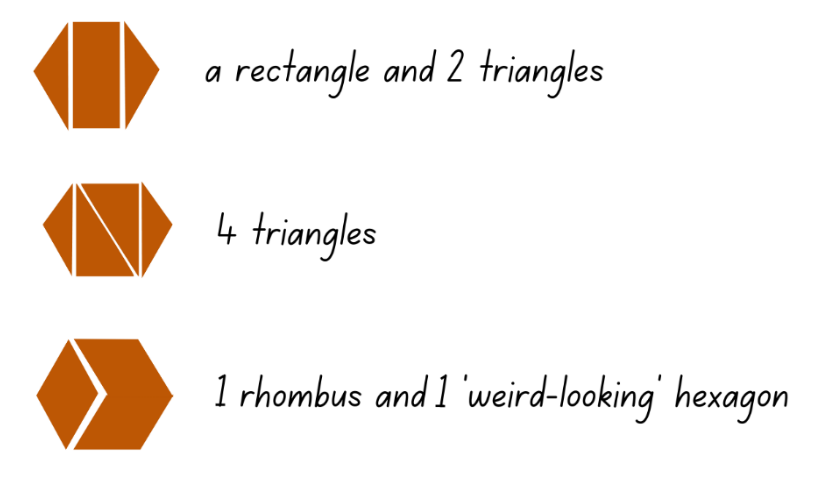 a rectangle and 2 triangles
4 triangles
1 rhombus and 1 'weird-looking' hexagon